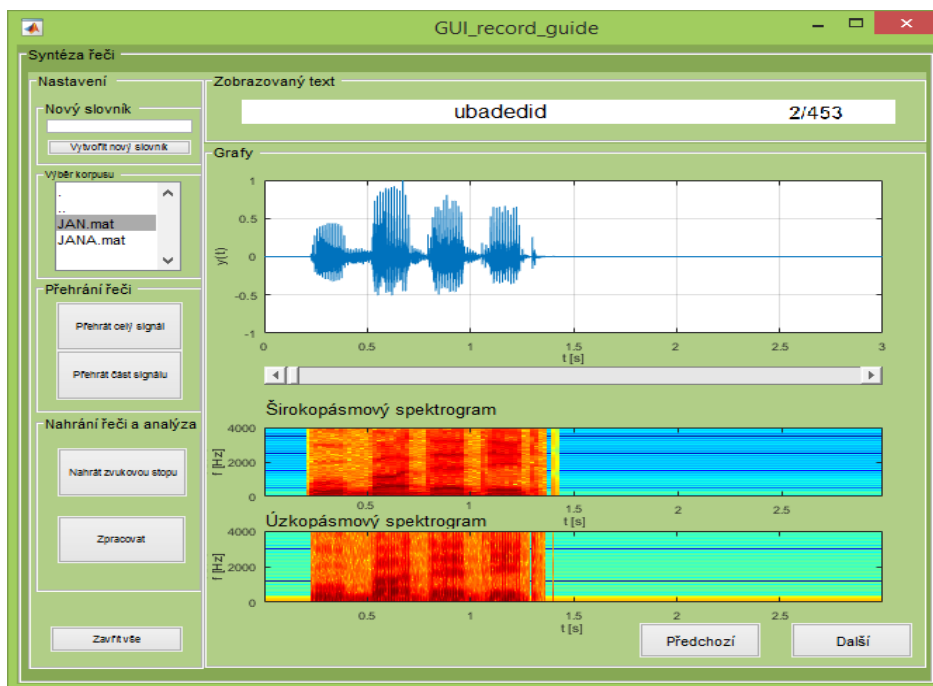 GUI_record_guide
Syntéza řeči
Nastavení
Nový slovník
Vytvořit nový slovník
Výběr korpusu
.
..
JAN.mat
JANA.mat
Přehrání řeči
Přehrát celý signál
Přehrát část signálu
Nahrání řeči a analýza
Nahrát zvukovou stopu
Zpracovat
Zavřít vše
Zobrazovaný text
ubadedid 2/453
Grafy
1
0.5
0
-0.5
-1
y(t)
0 0.5 1 1.5 2 2.5 3
t [s]
Širokopásmový spektrogram
4000
2000
0
f [Hz]
0.5 1 1.5 2 2.5
t [s]
Úzkopásmový spektrogram
4000
2000
0
f [Hz]
0.5 1 1.5 2 2.5
t [s]
Předchozí Další